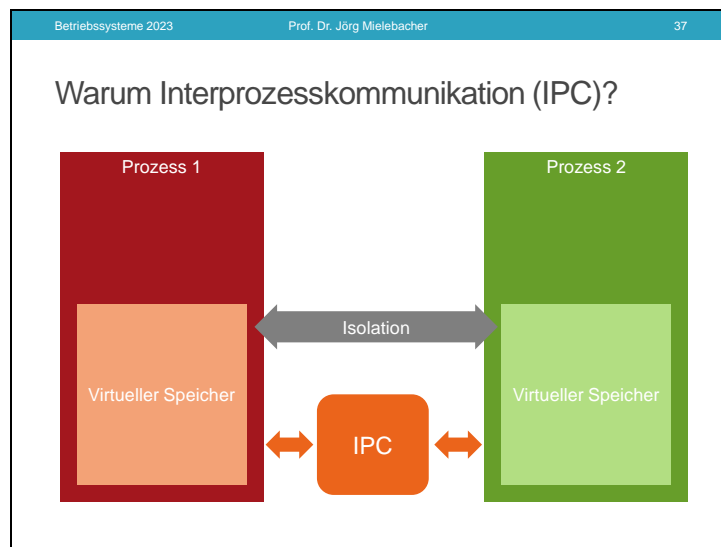 Betriebssysteme 2023 Prof. Dr. Jörg Mielebacher 37
Warum Interprozesskommunikation (IPC)?
Prozess 1 Prozess 2
Isolation
Virtueller Speicher Virtueller Speicher
IPC